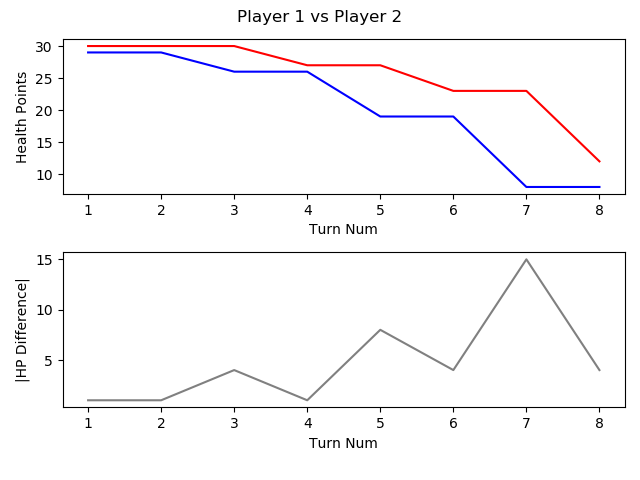 Player 1 vs Player 2
30
25
20
15
10
Health Points
1 2 3 4 5 6 7 8
Turn Num
15
10
5
|HP Difference|
1 2 3 4 5 6 7 8
Turn Num